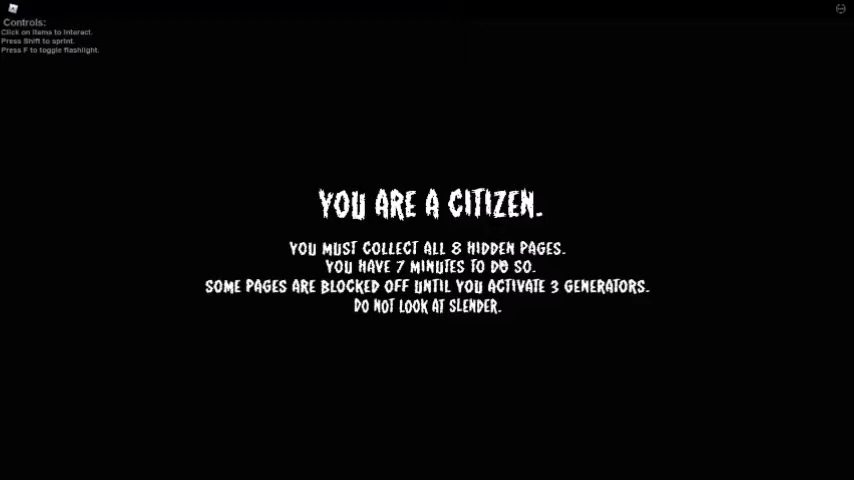 Controls:
Click on items to interact.
Press Shift to sprint.
Press F to toggle flashlight.
YOU ARE A CITIZEN.
YOU MUST COLLECT ALL 8 HIDDEN PAGES.
YOU HAVE 7 MINUTES TO DO SO.
SOME PAGES ARE BLOCKED OFF UNTIL YOU ACTIVATE 3 GENERATORS.
DO NOT LOOK AT SLENDER.